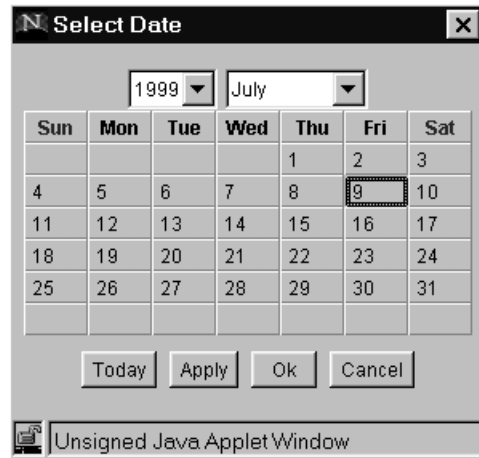 N Select Date
1999 July
Sun Mon Tue Wed Thu Fri Sat
1 2 3
4 5 6 7 8 9 10
11 12 13 14 15 16 17
18 19 20 21 22 23 24
25 26 27 28 29 30 31
Today Apply Ok Cancel
Unsigned Java Applet Window